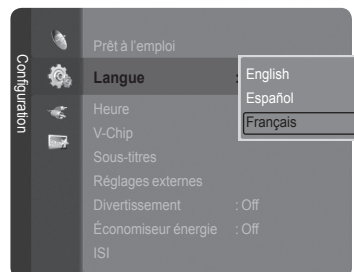 Configuration
Prêt à l'emploi
Langue :
English
Español
Français
Heure
V-Chip
Sous-titres
Réglages externes
Divertissement : Off
Économiseur énergie : Off
ISI